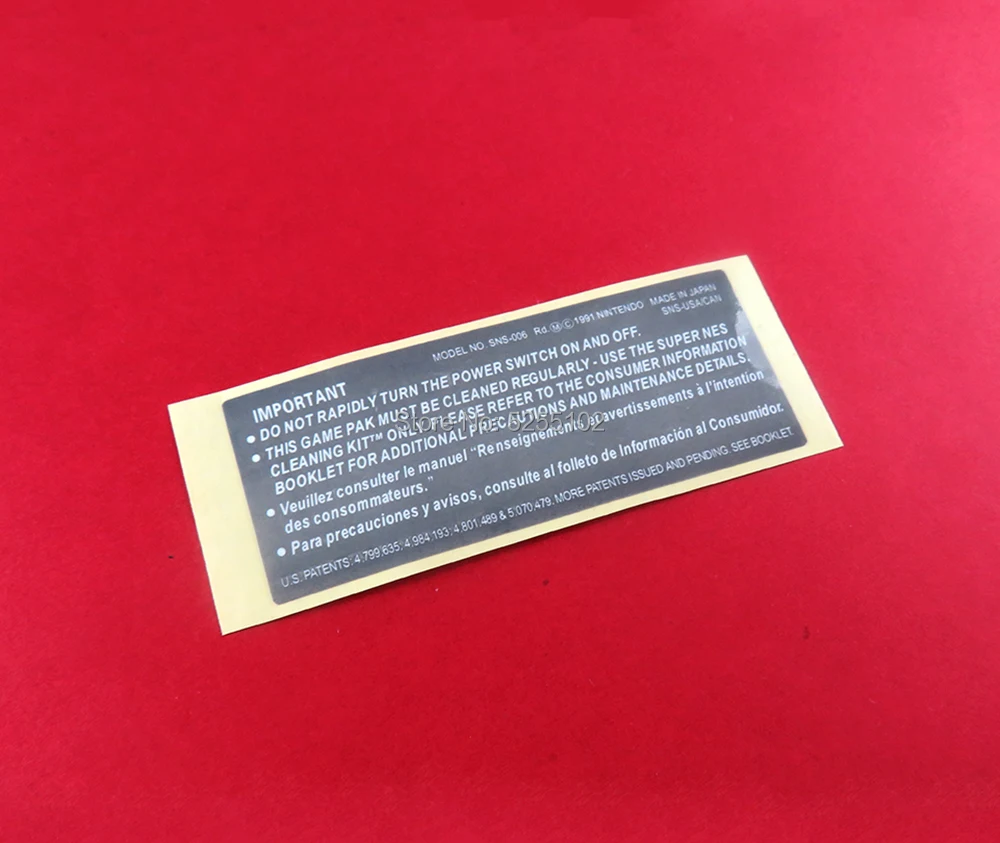 MODEL NO. SNS-006 Rd. Ⓜ Ⓒ 1991 NINTENDO MADE IN JAPAN
SNS-USA/CAN
IMPORTANT
● DO NOT RAPIDLY TURN THE POWER SWITCH ON AND OFF.
● THIS GAME PAK MUST BE CLEANED REGULARLY - USE THE SUPER NES
CLEANING KIT™ ONLY. PLEASE REFER TO THE CONSUMER INFORMATION
BOOKLET FOR ADDITIONAL PRECAUTIONS AND MAINTENANCE DETAILS.
● Veuillez consulter le manuel "Renseignements et avertissements à l'intention
des consommateurs."
● Para precauciones y avisos, consulte al folleto de Información al Consumidor.
U.S. PATENTS: 4,799,635; 4,984,193; 4,801,489 & 5,070,479. MORE PATENTS ISSUED AND PENDING. SEE BOOKLET.
Store No: 5255102